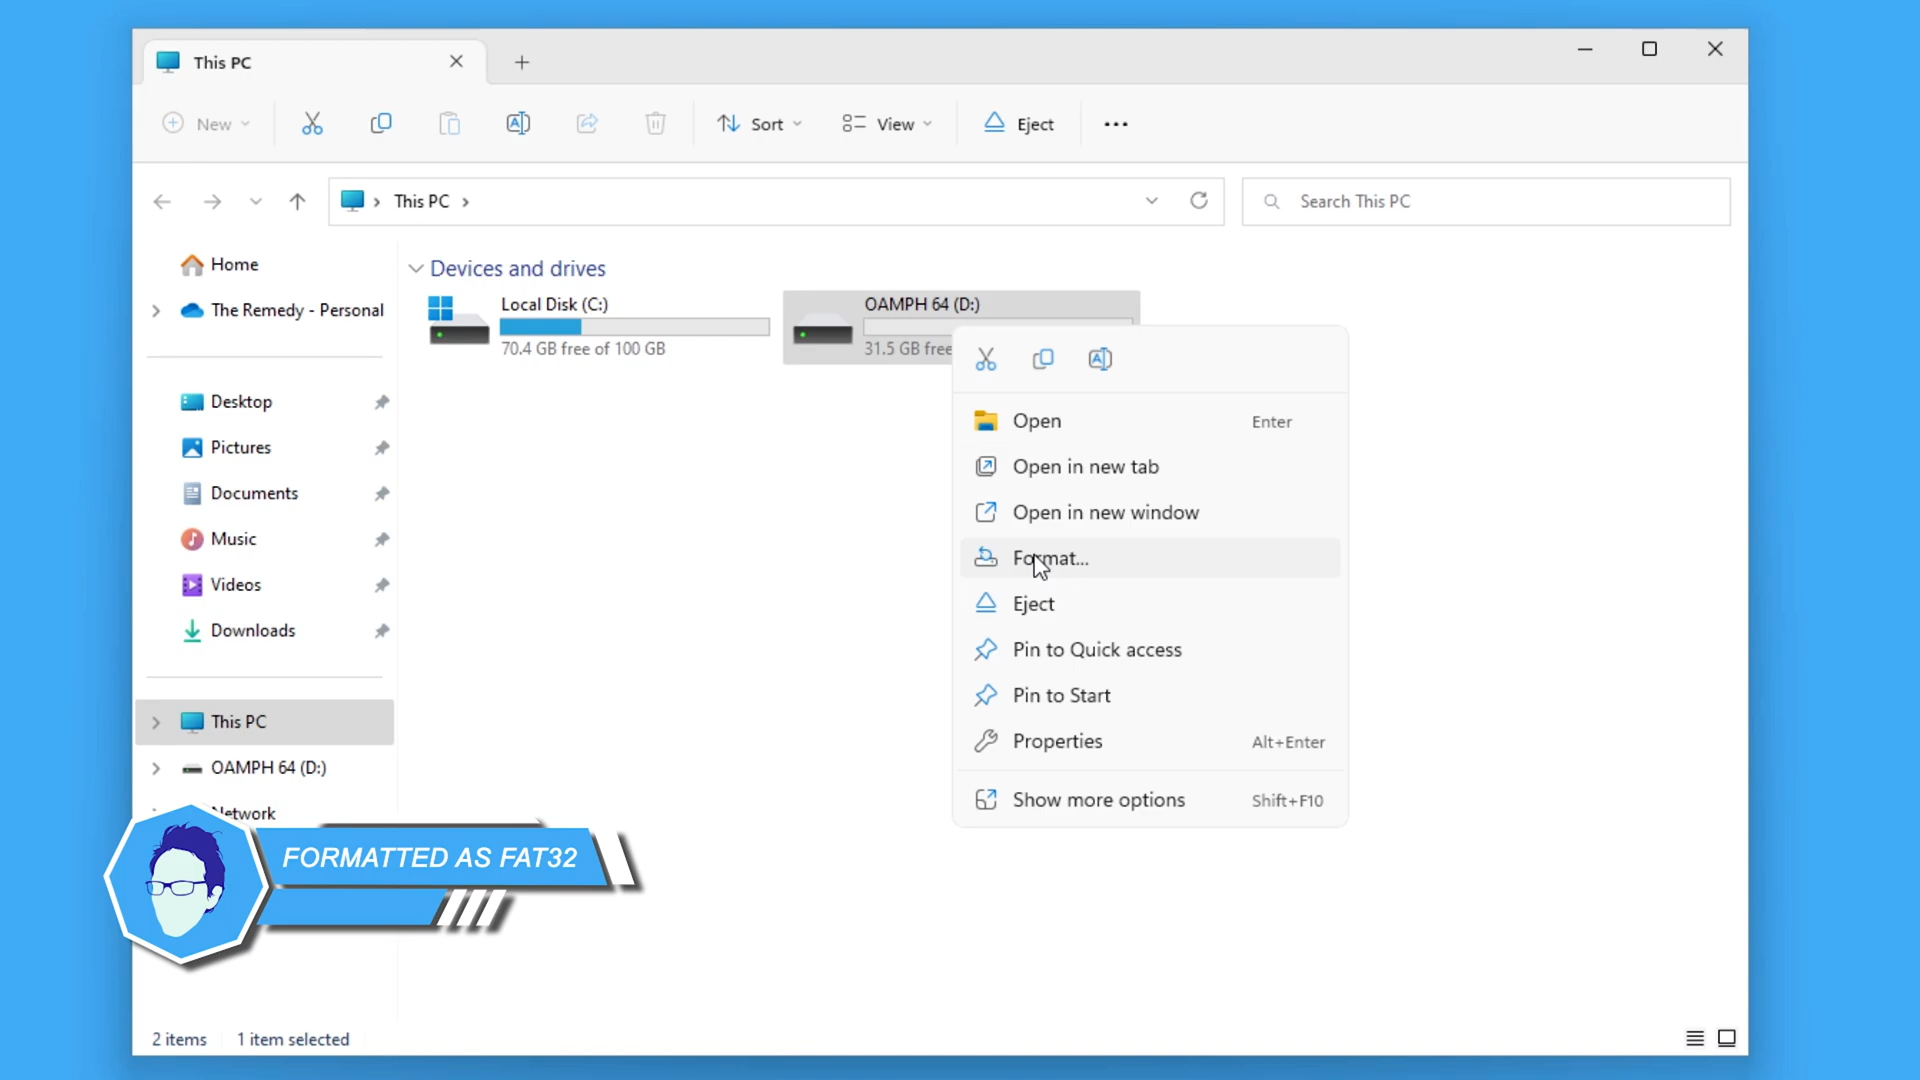 This PC
New
Sort
View
Eject
This PC
Search This PC
Home
The Remedy - Personal
Desktop
Pictures
Documents
Music
Videos
Downloads
This PC
OAMPH 64 (D:)
Network
Devices and drives
Local Disk (C:)
70.4 GB free of 100 GB
OAMPH 64 (D:)
31.5 GB free
Open Enter
Open in new tab
Open in new window
Format...
Eject
Pin to Quick access
Pin to Start
Properties Alt+Enter
Show more options Shift+F10
FORMATTED AS FAT32
2 items 1 item selected